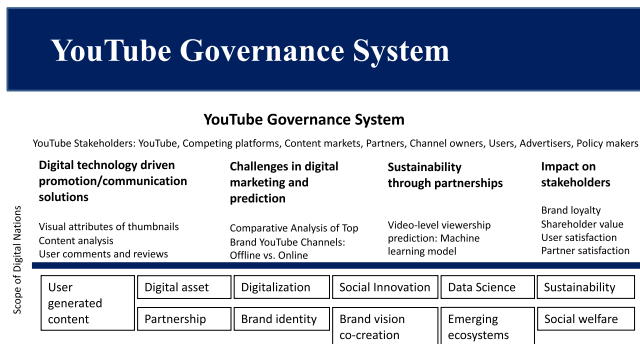 YouTube Governance System
YouTube Governance System
YouTube Stakeholders: YouTube, Competing platforms, Content markets, Partners, Channel owners, Users, Advertisers, Policy makers
Digital technology driven
promotion/communication
solutions
Visual attributes of thumbnails
Content analysis
User comments and reviews
Challenges in digital
marketing and
prediction
Comparative Analysis of Top
Brand YouTube Channels:
Offline vs. Online
Sustainability
through partnerships
Video-level viewership
prediction: Machine
learning model
Impact on
stakeholders
Brand loyalty
Shareholder value
User satisfaction
Partner satisfaction
Scope of Digital Nations
User
generated
content
Digital asset
Digitalization
Social Innovation
Data Science
Sustainability
Partnership
Brand identity
Brand vision
co-creation
Emerging
ecosystems
Social welfare